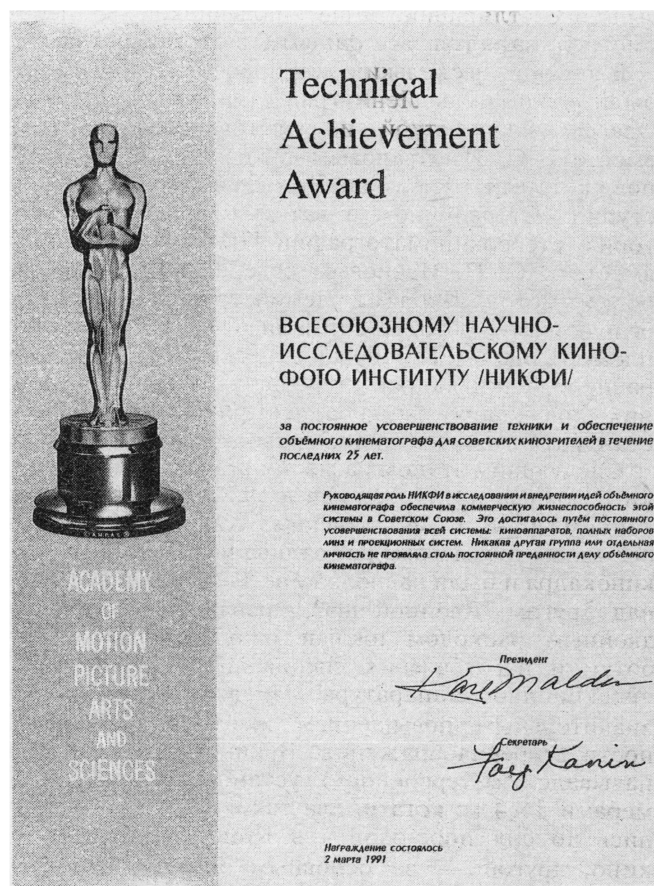 Technical
Achievement
Award
ВСЕСОЮЗНОМУ НАУЧНО-
ИССЛЕДОВАТЕЛЬСКОМУ КИНО-
ФОТО ИНСТИТУТУ /НИКФИ/
за постоянное усовершенствование техники и обеспечение
объёмного кинематографа для советских кинозрителей в течение
последних 25 лет.
Руководящая роль НИКФИ в исследовании и внедрении идей объёмного
кинематографа обеспечила коммерческую жизнеспособность этой
системы в Советском Союзе. Это достигалось путём постоянного
усовершенствования всей системы: киноаппаратов, полных наборов
линз и проекционных систем. Никакая другая группа или отдельная
личность не проявляла столь постоянной преданности делу объёмного
кинематографа.
ACADEMY
OF
MOTION
PICTURE
ARTS
AND
SCIENCES
Президент
Karl Malden
Секретарь
Fay Kanin
Награждение состоялось
2 марта 1991